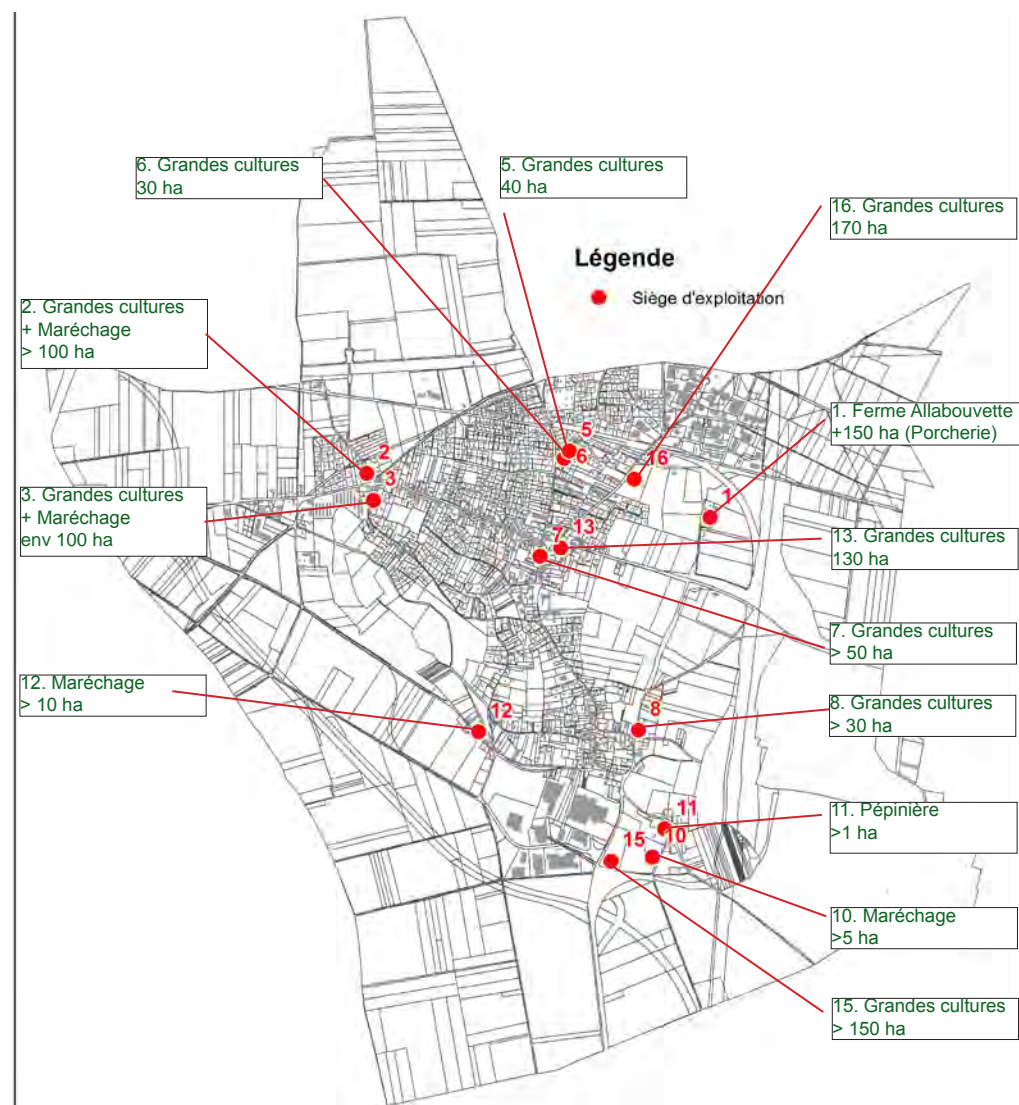 6. Grandes cultures
30 ha
5. Grandes cultures
40 ha
16. Grandes cultures
170 ha
Légende
Siège d'exploitation
2. Grandes cultures
+ Maréchage
> 100 ha
1. Ferme Allabouvette
+150 ha (Porcherie)
3. Grandes cultures
+ Maréchage
env 100 ha
13. Grandes cultures
130 ha
7. Grandes cultures
> 50 ha
12. Maréchage
> 10 ha
8. Grandes cultures
> 30 ha
11. Pépinière
>1 ha
10. Maréchage
>5 ha
15. Grandes cultures
> 150 ha
5
6
2
16
3
1
13
7
12
8
11
10
15